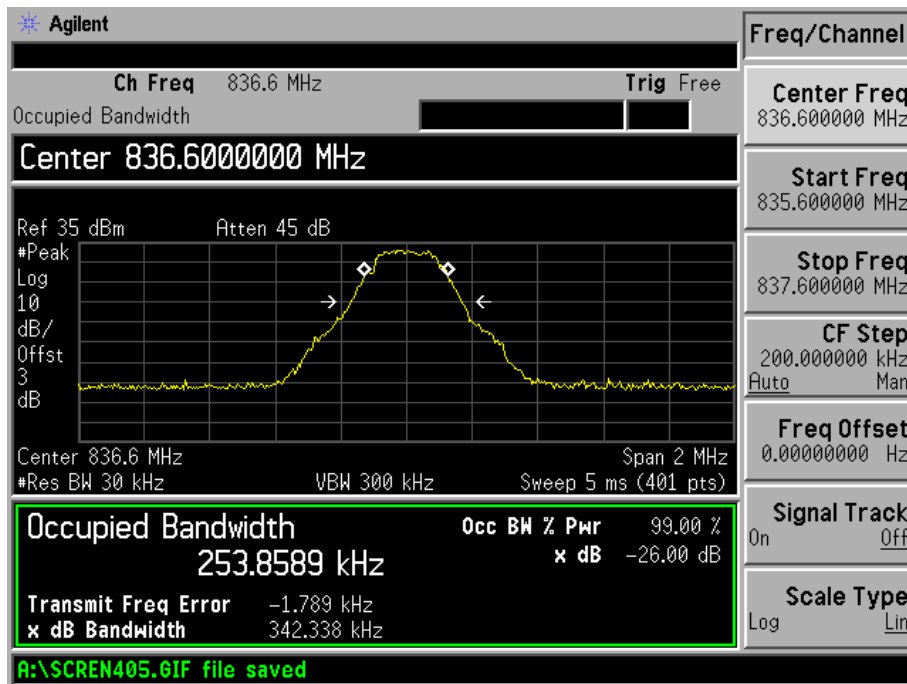 Agilent
Ch Freq 836.6 MHz Trig Free
Occupied Bandwidth
Center 836.6000000 MHz
Ref 35 dBm Atten 45 dB
#Peak
Log
10
dB/
Offst
3
dB
Center 836.6 MHz Span 2 MHz
#Res BW 30 kHz VBW 300 kHz Sweep 5 ms (401 pts)
Occupied Bandwidth
253.8589 kHz
Occ BW % Pwr 99.00 %
x dB -26.00 dB
Transmit Freq Error -1.789 kHz
x dB Bandwidth 342.338 kHz
A:\SCREN405.GIF file saved
Freq/Channel
Center Freq
836.600000 MHz
Start Freq
835.600000 MHz
Stop Freq
837.600000 MHz
CF Step
200.000000 kHz
Auto Man
Freq Offset
0.00000000 Hz
Signal Track
On Off
Scale Type
Log Lin